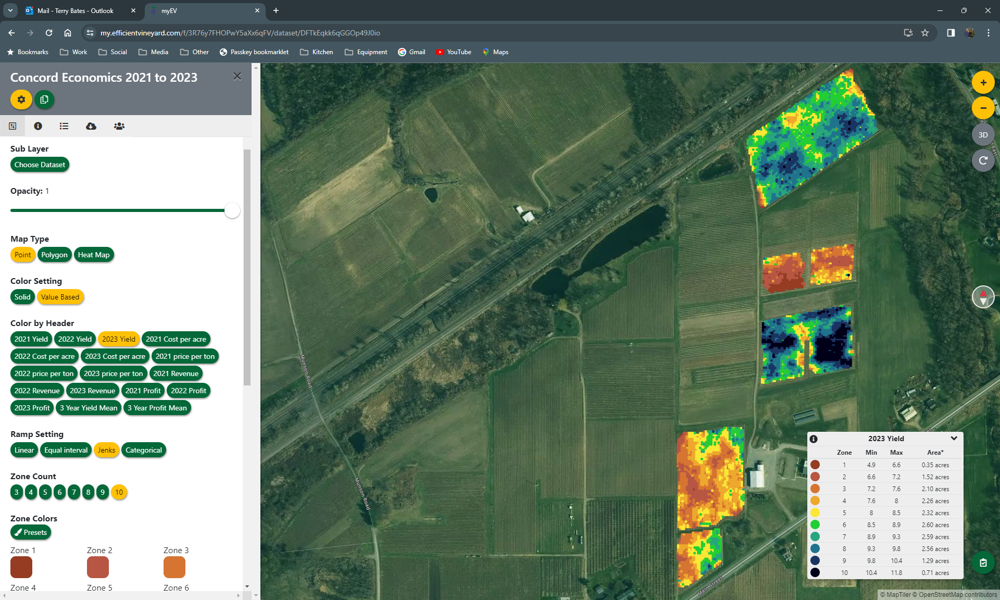 Mail - Terry Bates - Outlook
myEV
my.efficientvineyard.com/f/3R76y7FHOPwY5aXx6qFV/dataset/DFTkEqkk6qGGOp49J0io
Bookmarks Work Social Media Other Passkey bookmarklet Kitchen Equipment Gmail YouTube Maps
Concord Economics 2021 to 2023
Sub Layer
Choose Dataset
Opacity: 1
Map Type
Point Polygon Heat Map
Color Setting
Solid Value Based
Color by Header
2021 Yield 2022 Yield 2023 Yield 2021 Cost per acre
2022 Cost per acre 2023 Cost per acre 2021 price per ton
2022 price per ton 2023 price per ton 2021 Revenue
2022 Revenue 2023 Revenue 2021 Profit 2022 Profit
2023 Profit 3 Year Yield Mean 3 Year Profit Mean
Ramp Setting
Linear Equal interval Jenks Categorical
Zone Count
3 4 5 6 7 8 9 10
Zone Colors
Presets
Zone 1 Zone 2 Zone 3
Zone 4 Zone 5 Zone 6
Munson Road
Munson Road
Main Street
East
+
−
3D
2023 Yield
Zone Min Max Area*
1 4.9 6.6 0.35 acres
2 6.6 7.2 1.52 acres
3 7.2 7.6 2.10 acres
4 7.6 8 2.26 acres
5 8 8.5 2.32 acres
6 8.5 8.9 2.60 acres
7 8.9 9.3 2.59 acres
8 9.3 9.8 2.56 acres
9 9.8 10.4 1.29 acres
10 10.4 11.8 0.71 acres
© MapTiler © OpenStreetMap contributors